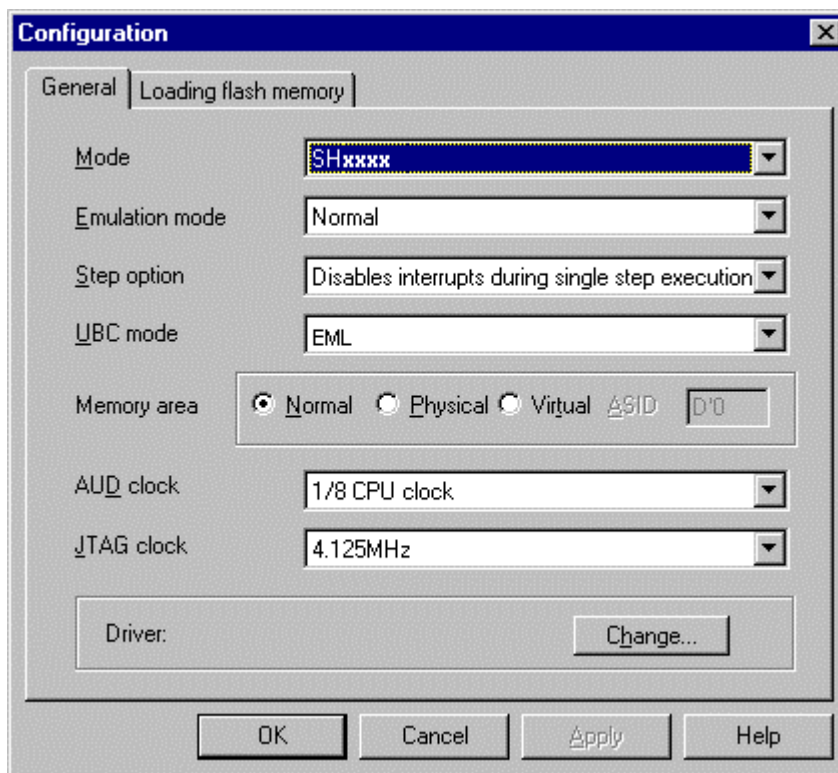 Configuration
General Loading flash memory
Mode SHxxxx
Emulation mode Normal
Step option Disables interrupts during single step execution
UBC mode EML
Memory area Normal Physical Virtual ASID D'0
AUD clock 1/8 CPU clock
JTAG clock 4.125MHz
Driver: Change...
OK Cancel Apply Help